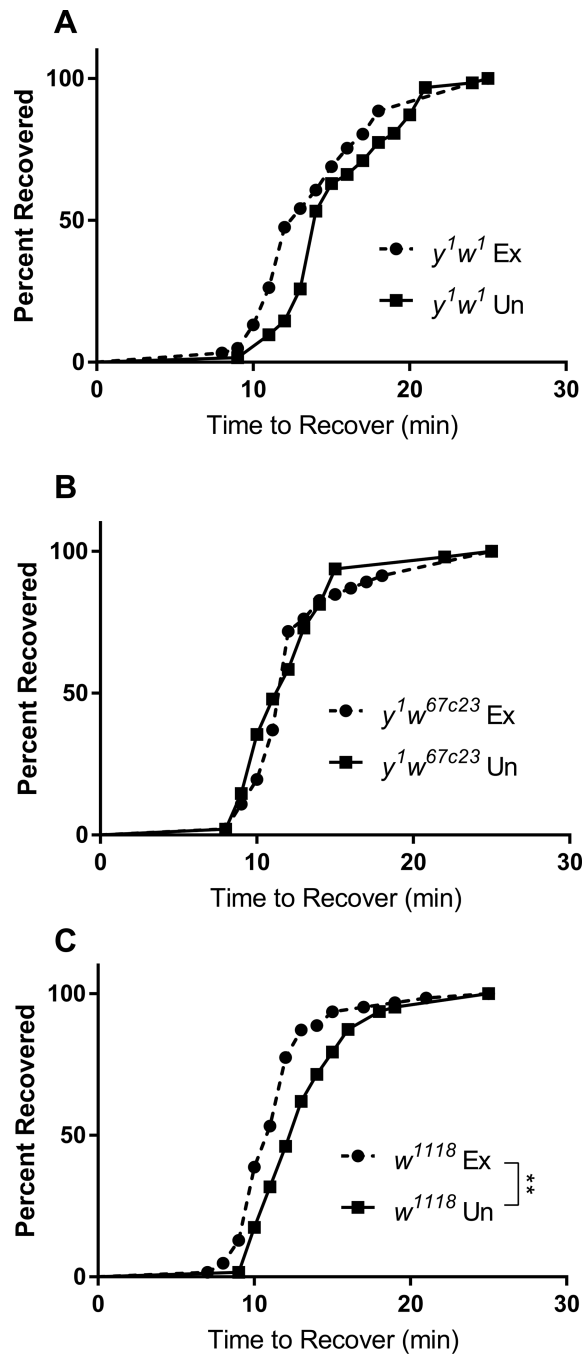 A
Percent Recovered
100
50
0
y¹w¹ Ex
y¹w¹ Un
0 10 20 30
Time to Recover (min)
B
Percent Recovered
100
50
0
y¹w⁶⁷ᶜ²³ Ex
y¹w⁶⁷ᶜ²³ Un
0 10 20 30
Time to Recover (min)
C
Percent Recovered
100
50
0
w¹¹¹⁸ Ex
**
w¹¹¹⁸ Un
0 10 20 30
Time to Recover (min)